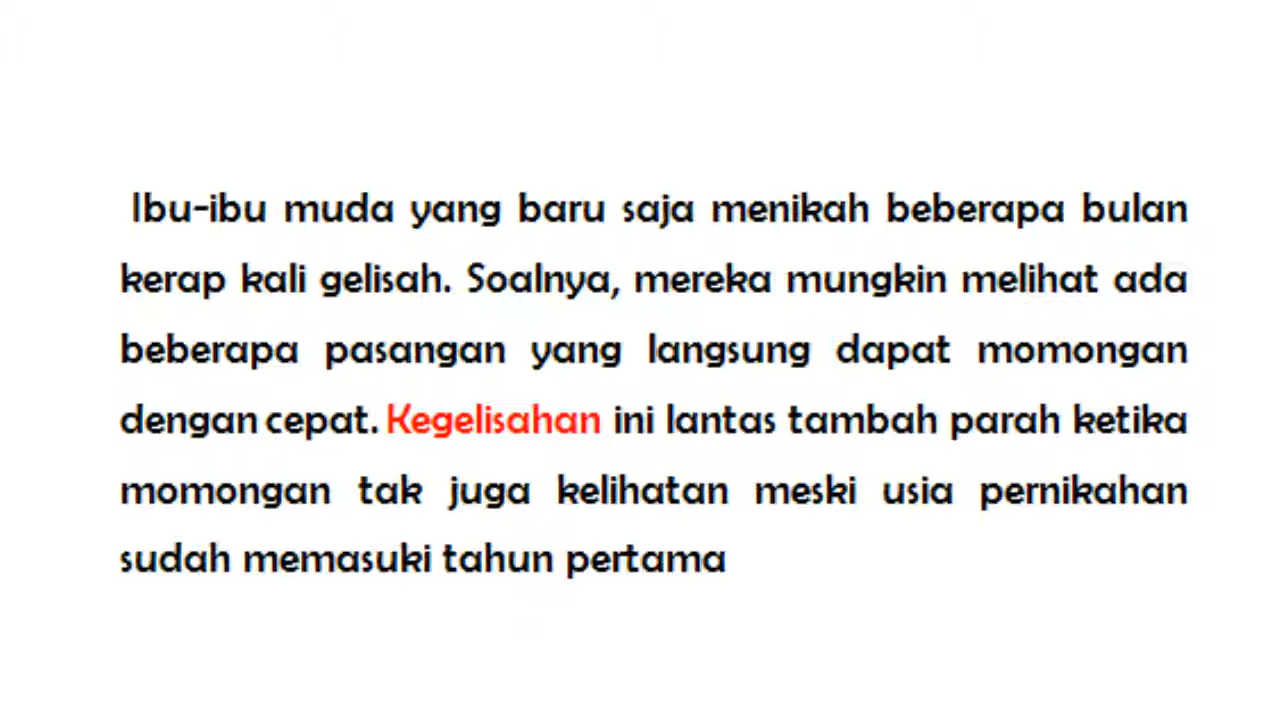 Ibu-ibu muda yang baru saja menikah beberapa bulan
kerap kali gelisah. Soalnya, mereka mungkin melihat ada
beberapa pasangan yang langsung dapat momongan
dengan cepat. Kegelisahan ini lantas tambah parah ketika
momongan tak juga kelihatan meski usia pernikahan
sudah memasuki tahun pertama